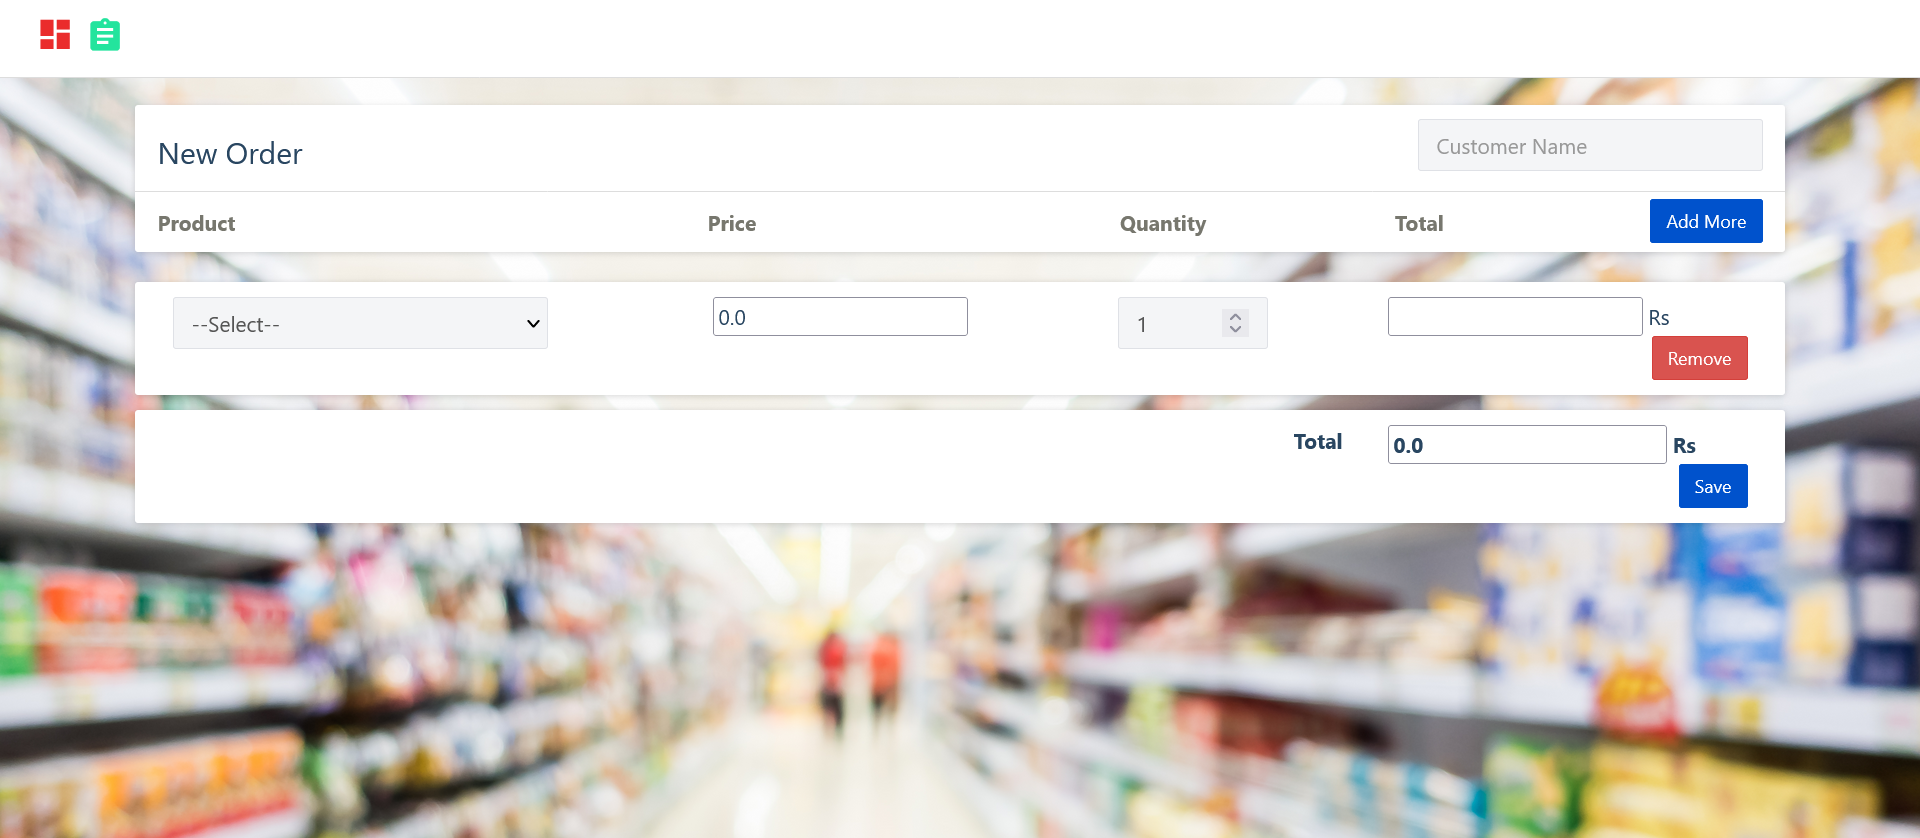 New Order
Customer Name
Product Price Quantity Total Add More
--Select-- 0.0 1 Rs
Remove
Total 0.0 Rs
Save